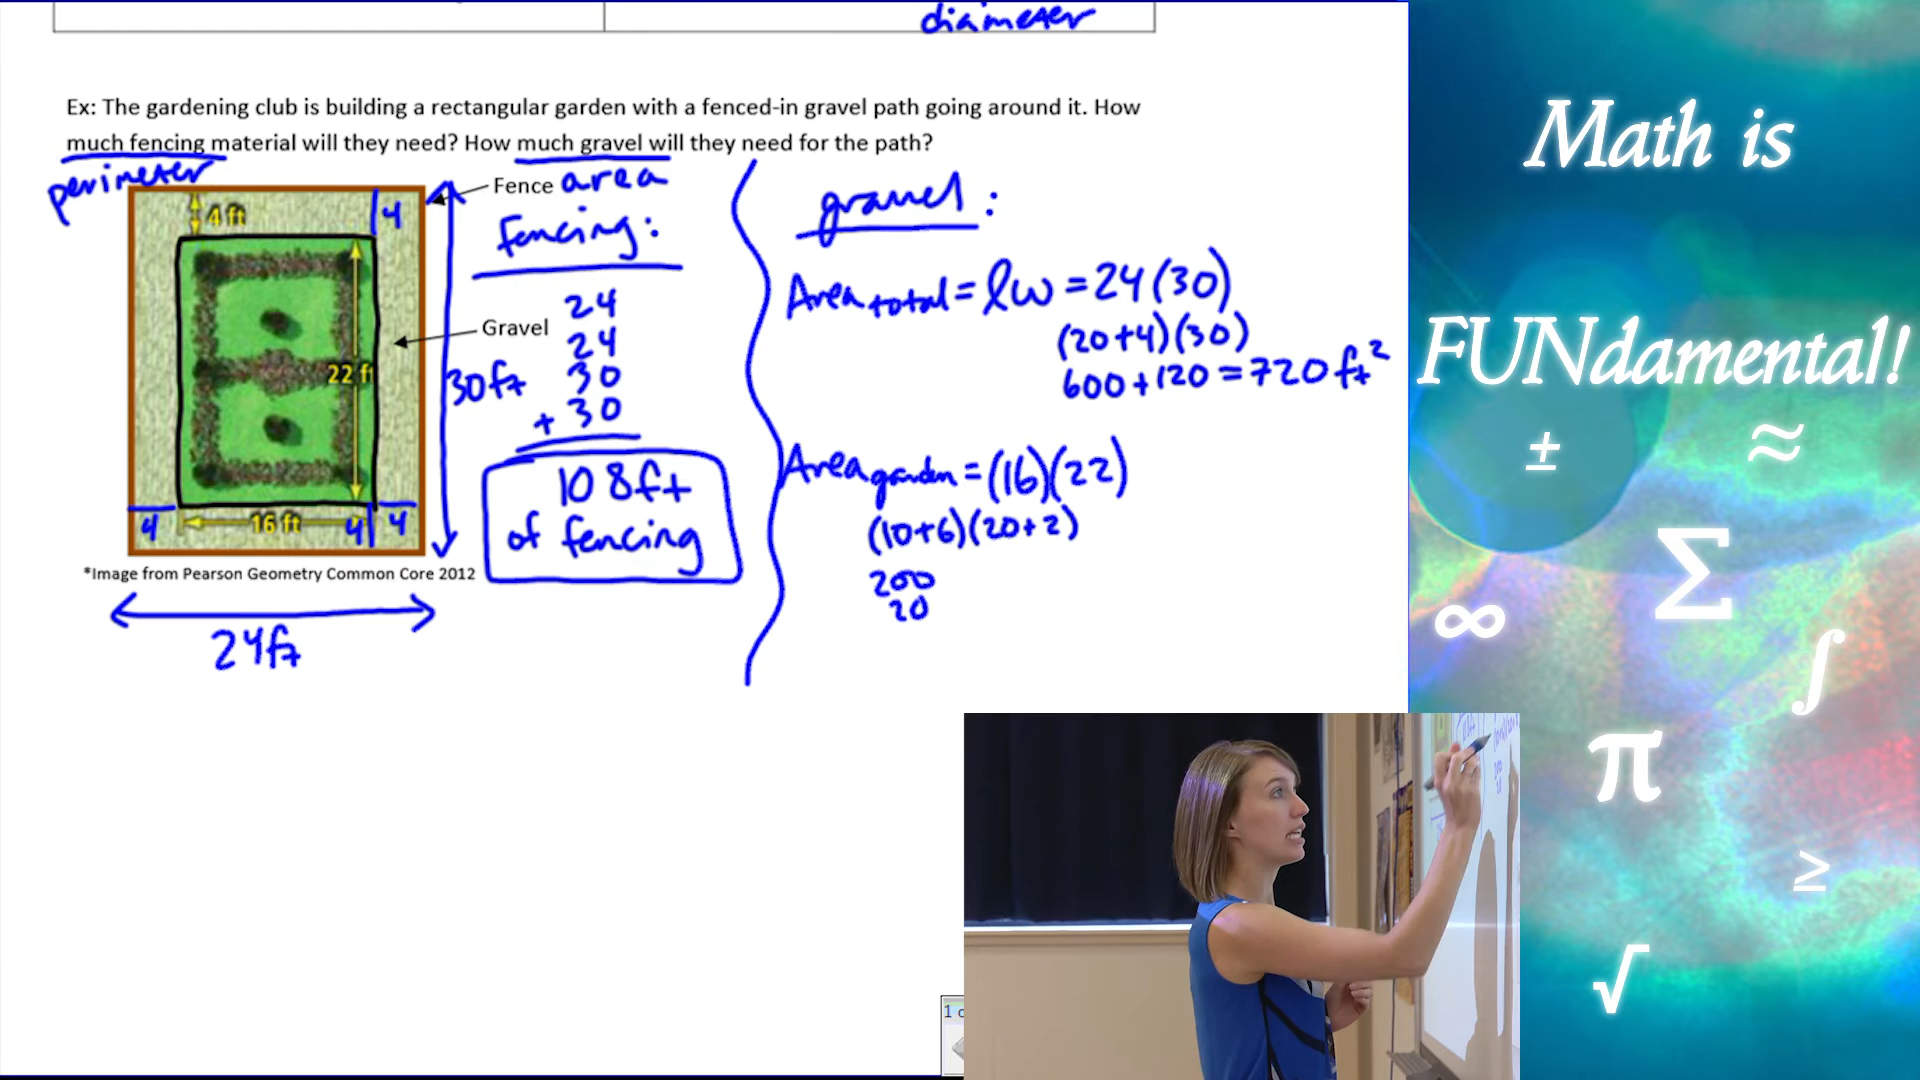 diameter
Ex: The gardening club is building a rectangular garden with a fenced-in gravel path going around it. How
much fencing material will they need? How much gravel will they need for the path?
perimeter
area
Fence
4 ft
4
Gravel
22 ft
30ft
4
16 ft
4
4
*Image from Pearson Geometry Common Core 2012
24ft
Fencing:
24
24
30
+ 30
108ft
of fencing
gravel:
Area total = lw = 24(30)
(20+4)(30)
600+120=720ft²
Area garden = (16)(22)
(10+6)(20+2)
200
20
Math is
FUNdamental!
± ≈
Σ
∞
∫
π
≥
√